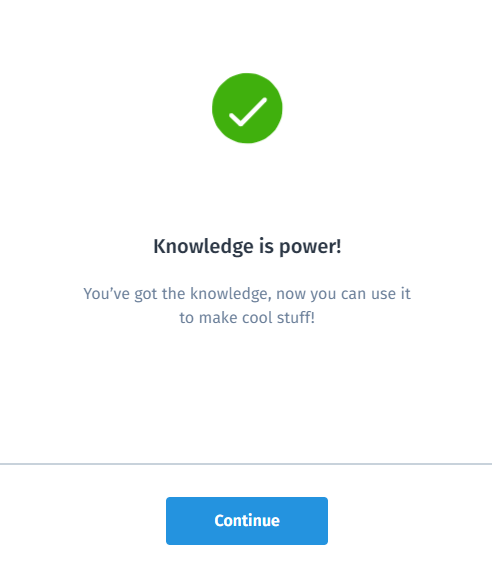 Knowledge is power!
You’ve got the knowledge, now you can use it
to make cool stuff!
Continue